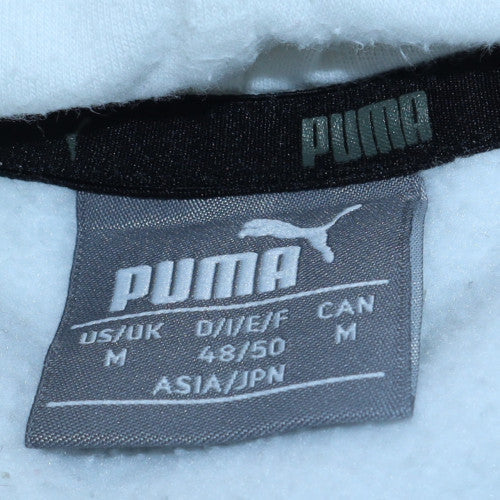 PUMA
PUMA
US/UK D/I/E/F CAN
M 48/50 M
ASIA/JPN